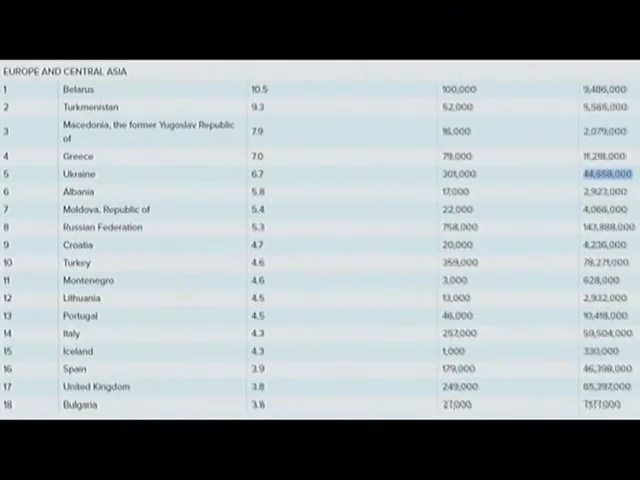 EUROPE AND CENTRAL ASIA
1 Belarus 10.5 100,000 9,486,000
2 Turkmenistan 9.3 52,000 5,565,000
3 Macedonia, the former Yugoslav Republic of 7.9 16,000 2,079,000
4 Greece 7.0 79,000 11,218,000
5 Ukraine 6.7 301,000 44,658,000
6 Albania 5.8 17,000 2,923,000
7 Moldova, Republic of 5.4 22,000 4,066,000
8 Russian Federation 5.3 758,000 143,888,000
9 Croatia 4.7 20,000 4,236,000
10 Turkey 4.6 359,000 78,271,000
11 Montenegro 4.6 3,000 628,000
12 Lithuania 4.5 13,000 2,932,000
13 Portugal 4.5 46,000 10,418,000
14 Italy 4.3 257,000 59,504,000
15 Iceland 4.3 1,000 330,000
16 Spain 3.9 179,000 46,398,000
17 United Kingdom 3.8 249,000 65,397,000
18 Bulgaria 3.8 27,000 7,177,000